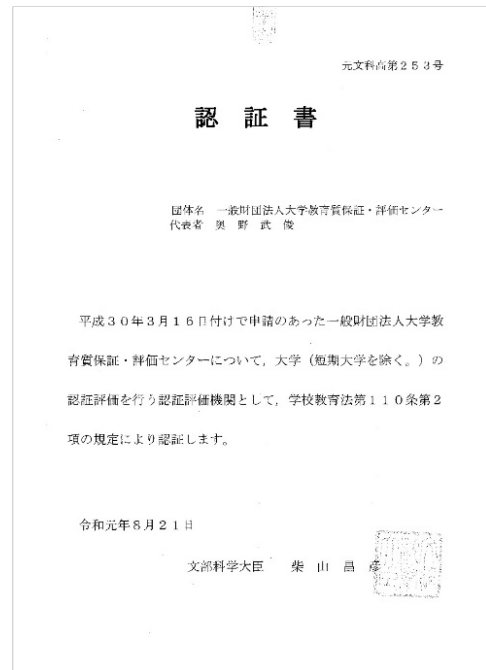 元文科高第２５３号
認証書
団体名　一般財団法人大学教育質保証・評価センター
代表者　奥野武俊
平成３０年３月１６日付けで申請のあった一般財団法人大学教
育質保証・評価センターについて，大学（短期大学を除く。）の
認証評価を行う認証評価機関として，学校教育法第１１０条第２
項の規定により認証します。
令和元年８月２１日
文部科学大臣　柴山昌彦